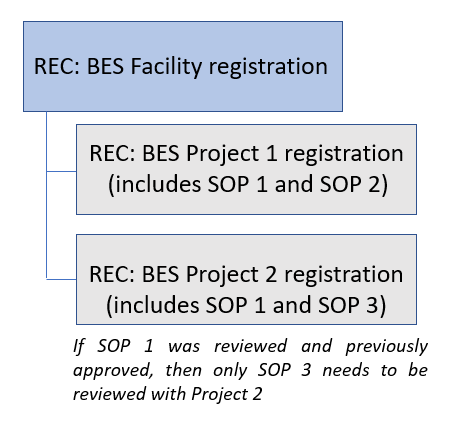 REC: BES Facility registration
REC: BES Project 1 registration
(includes SOP 1 and SOP 2)
REC: BES Project 2 registration
(includes SOP 1 and SOP 3)
If SOP 1 was reviewed and previously
approved, then only SOP 3 needs to be
reviewed with Project 2